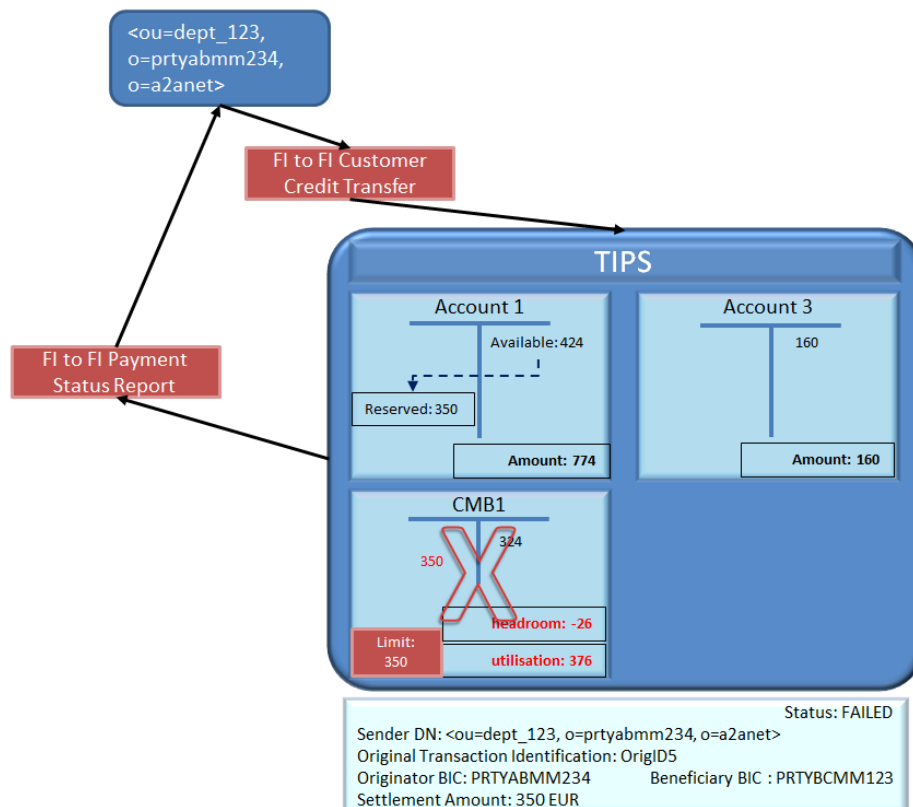 <ou=dept_123,
o=prtyabmm234,
o=a2anet>
FI to FI Customer
Credit Transfer
TIPS
Account 1
Available: 424
Reserved: 350
Amount: 774
Account 3
160
Amount: 160
FI to FI Payment
Status Report
CMB1
324
350
headroom: -26
Limit:
350
utilisation: 376
Status: FAILED
Sender DN: <ou=dept_123, o=prtyabmm234, o=a2anet>
Original Transaction Identification: OrigID5
Originator BIC: PRTYABMM234 Beneficiary BIC : PRTYBCMM123
Settlement Amount: 350 EUR